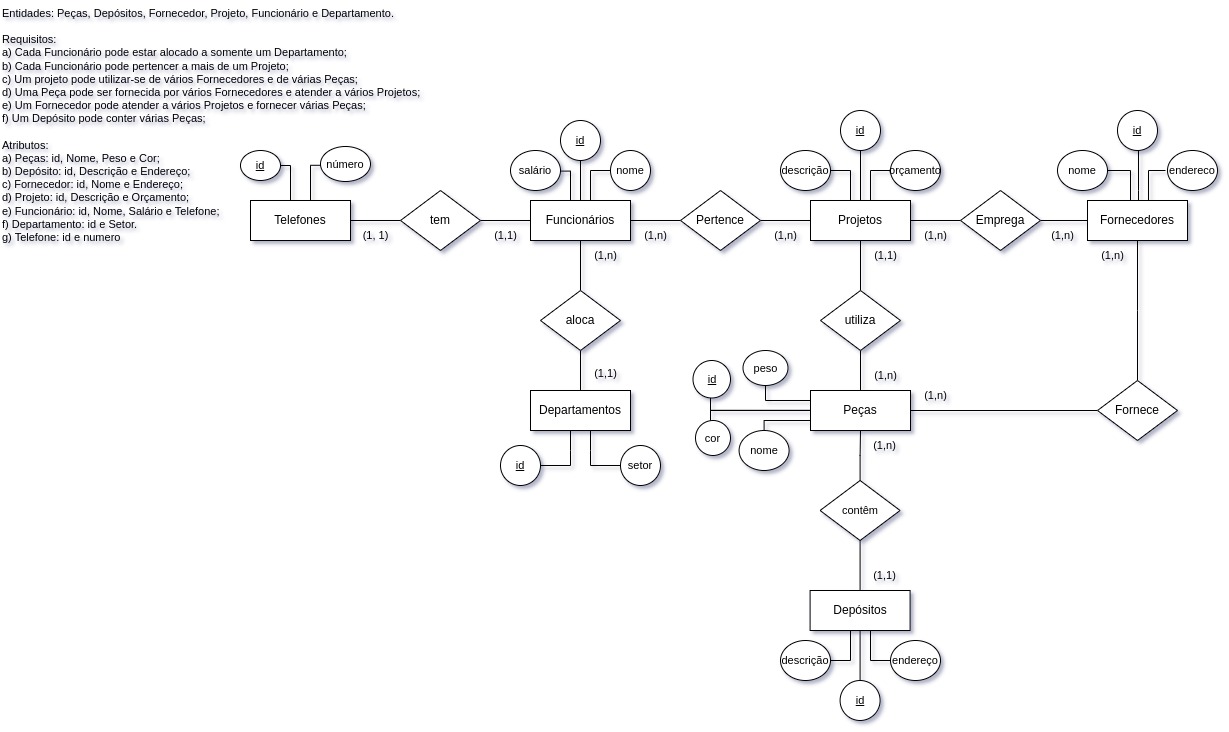 Entidades: Peças, Depósitos, Fornecedor, Projeto, Funcionário e Departamento.
Requisitos:
a) Cada Funcionário pode estar alocado a somente um Departamento;
b) Cada Funcionário pode pertencer a mais de um Projeto;
c) Um projeto pode utilizar-se de vários Fornecedores e de várias Peças;
d) Uma Peça pode ser fornecida por vários Fornecedores e atender a vários Projetos;
e) Um Fornecedor pode atender a vários Projetos e fornecer várias Peças;
f) Um Depósito pode conter várias Peças;
Atributos:
a) Peças: id, Nome, Peso e Cor;
b) Depósito: id, Descrição e Endereço;
c) Fornecedor: id, Nome e Endereço;
d) Projeto: id, Descrição e Orçamento;
e) Funcionário: id, Nome, Salário e Telefone;
f) Departamento: id e Setor.
g) Telefone: id e numero
id
número
salário
id
nome
descrição
id
orçamento
nome
id
endereco
Telefones
(1, 1)
tem
(1,1)
Funcionários
(1,n)
Pertence
(1,n)
Projetos
(1,n)
Emprega
(1,n)
Fornecedores
(1,n)
(1,1)
(1,n)
aloca
utiliza
(1,1)
(1,n)
Departamentos
id
setor
id
peso
cor
nome
Peças
(1,n)
Fornece
(1,n)
contêm
(1,1)
Depósitos
descrição
id
endereço